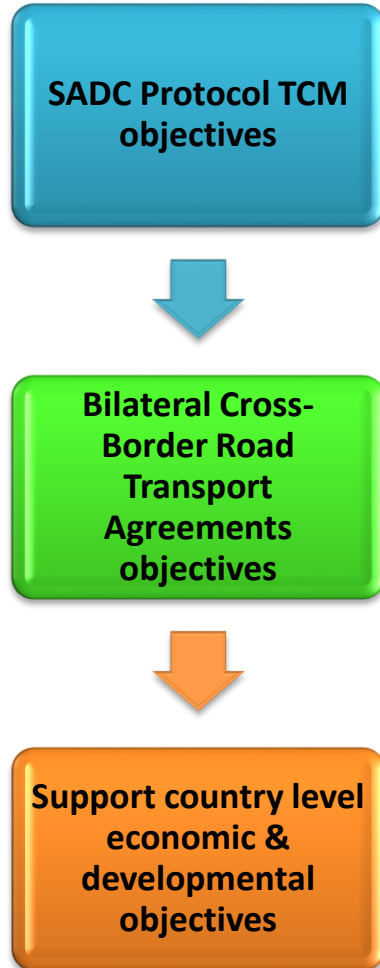 SADC Protocol TCM
objectives
Bilateral Cross-
Border Road
Transport
Agreements
objectives
Support country level
economic &
developmental
objectives